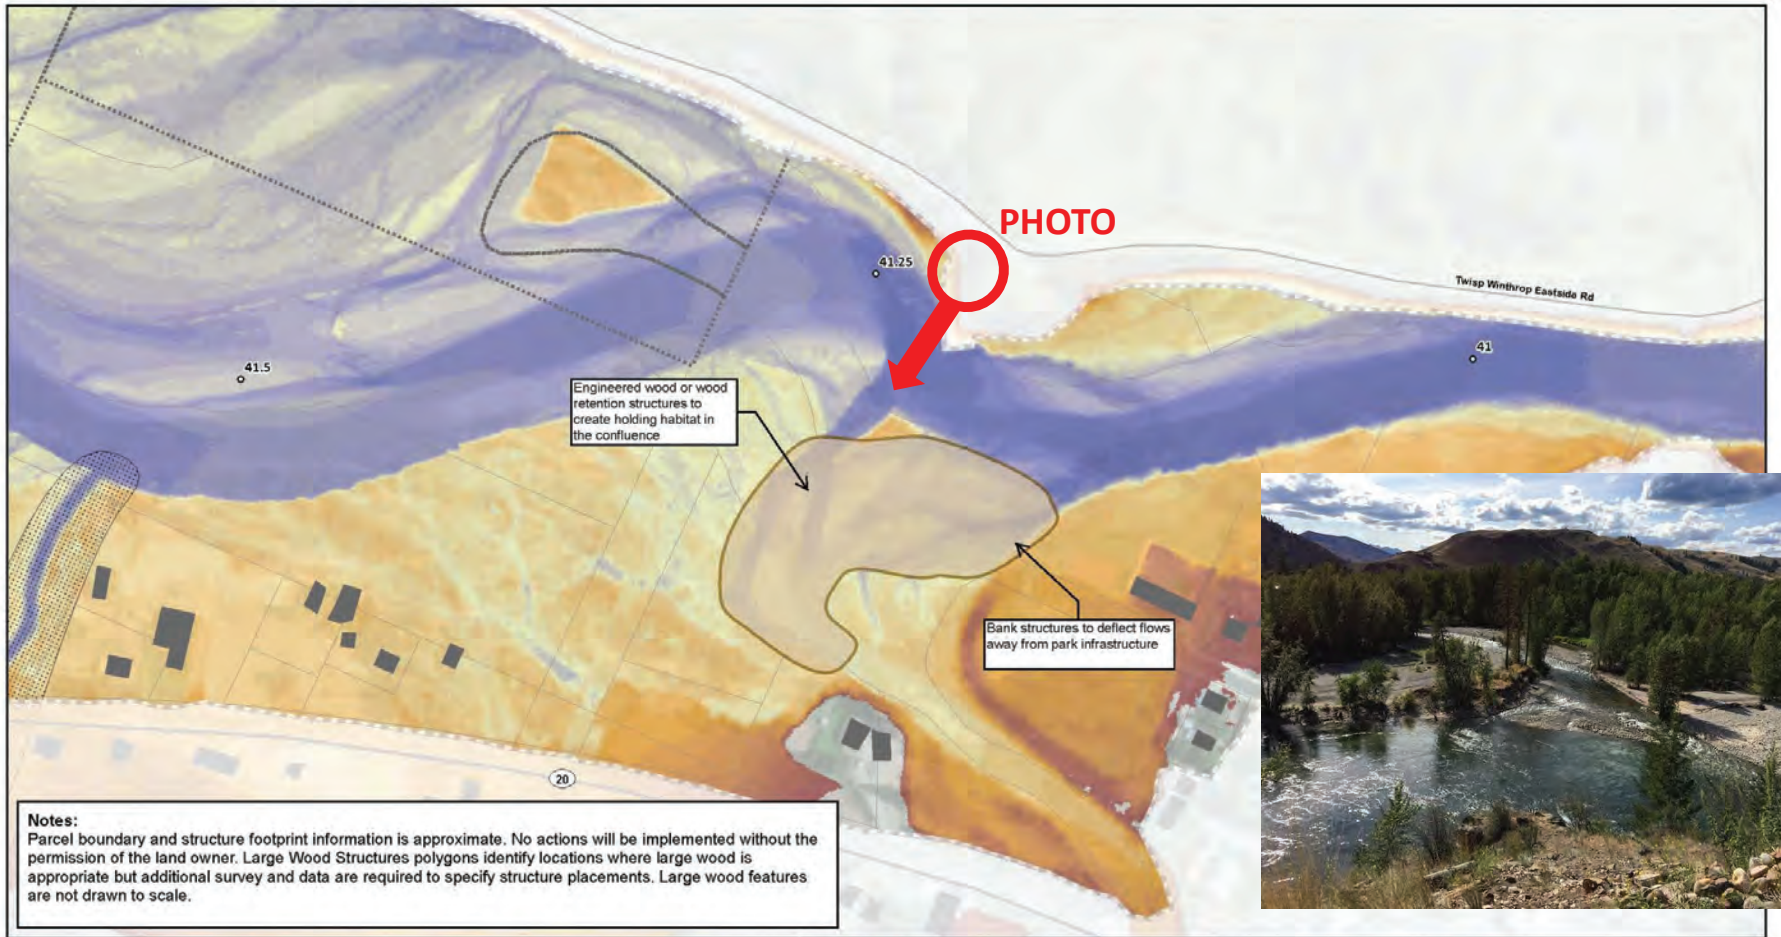 PHOTO
41.25
Twisp Winthrop Eastside Rd
41
41.5
Engineered wood or wood
retention structures to
create holding habitat in
the confluence
Bank structures to deflect flows
away from park infrastructure
20
Notes:
Parcel boundary and structure footprint information is approximate. No actions will be implemented without the
permission of the land owner. Large Wood Structures polygons identify locations where large wood is
appropriate but additional survey and data are required to specify structure placements. Large wood features
are not drawn to scale.